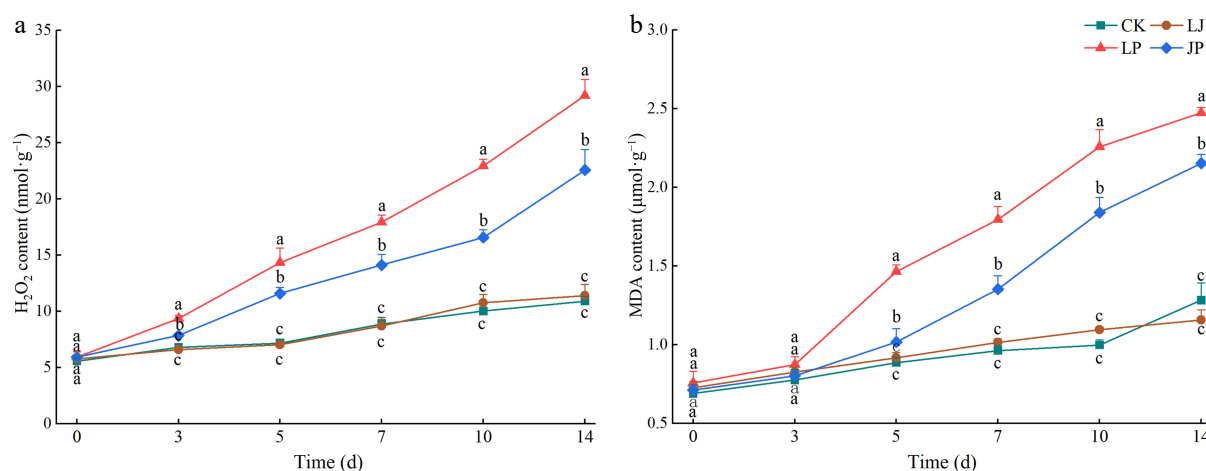 a
H₂O₂ content (nmol·g⁻¹)
35
30
25
20
15
10
5
0
a
a
a
a
a
b
c
c
a
b
c
c
a
b
c
c
a
b
c
c
a
b
c
c
0 3 5 7 10 14
Time (d)
b
MDA content (μmol·g⁻¹)
CK LJ
LP JP
3.0
2.5
2.0
1.5
1.0
0.5
a
a
a
a
a
a
a
a
a
b
c
c
a
b
c
c
a
b
c
c
a
b
c
c
0 3 5 7 10 14
Time (d)